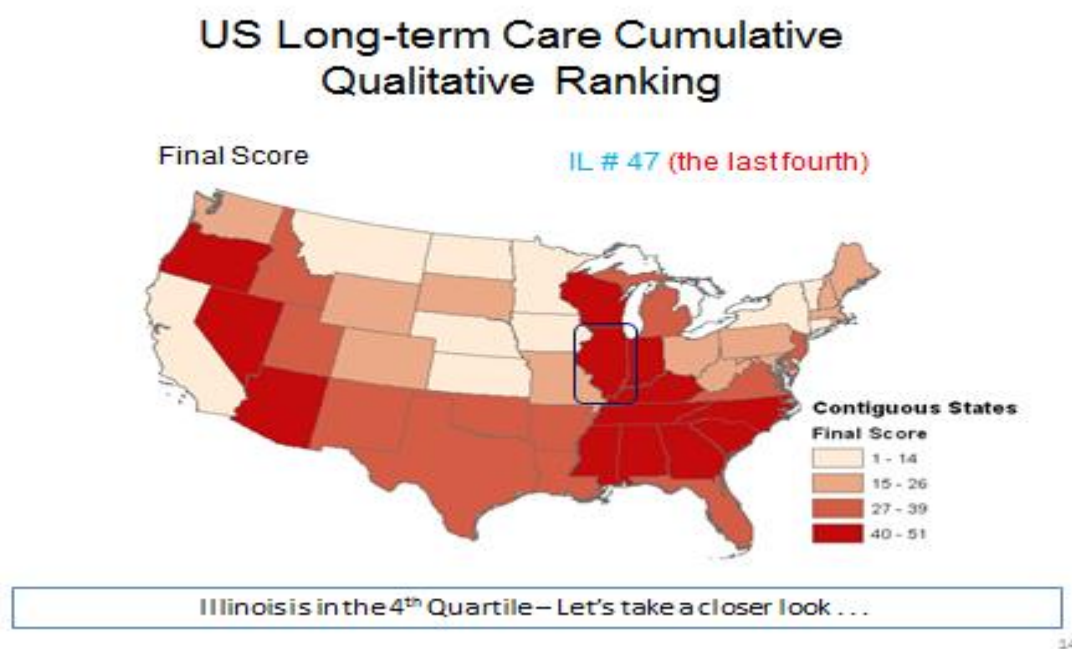 US Long-term Care Cumulative
Qualitative Ranking
Final Score
IL # 47 (the last fourth)
Contiguous States
Final Score
1 - 14
15 - 26
27 - 39
40 - 51
Illinois is in the 4th Quartile – Let's take a closer look . . .